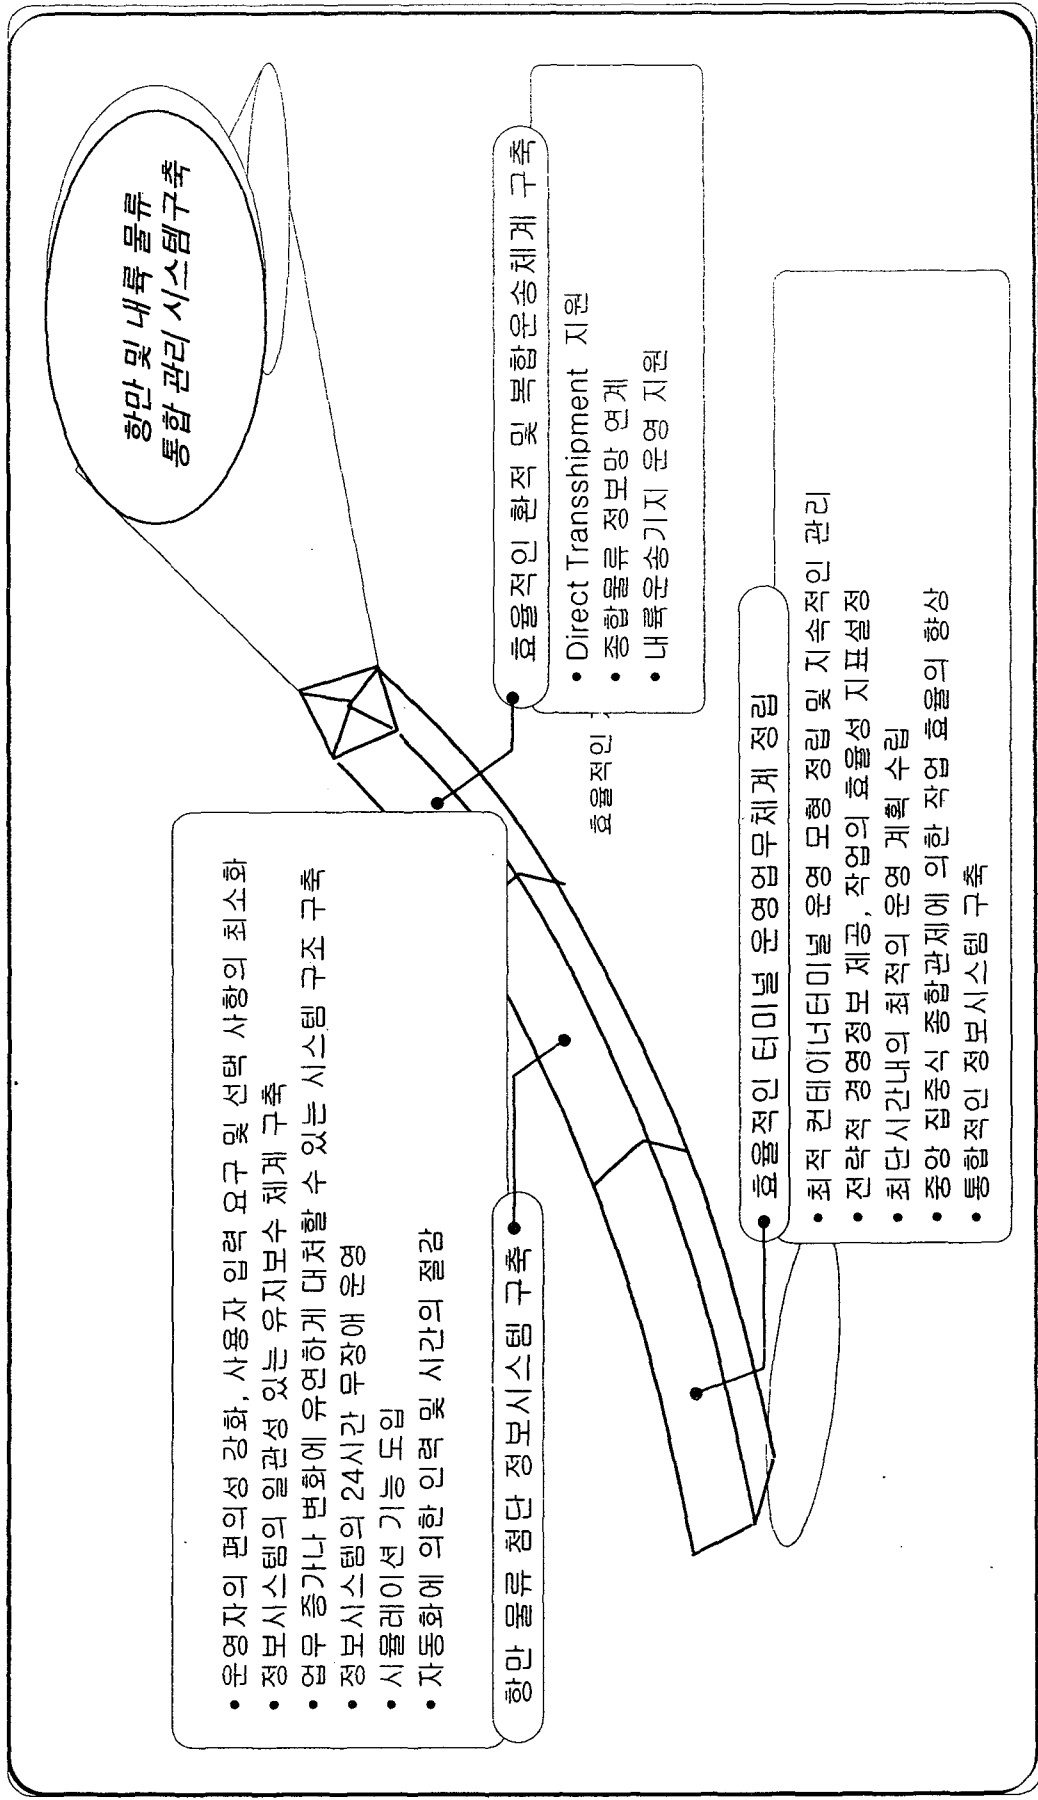 항만 및 내륙 물류
통합 관리 시스템구축
• 운영자의 편의성 강화, 사용자 입력 요구 및 선택 사항의 최소화
• 정보시스템의 일관성 있는 유지보수 체계 구축
• 업무 증가나 변화에 유연하게 대처할 수 있는 시스템 구조 구축
• 정보시스템의 24시간 무장애 운영
• 시뮬레이션 기능 도입
• 자동화에 의한 인력 및 시간의 절감
항만 물류 첨단 정보시스템 구축
효율적인 환적 및 복합운송체계 구축
• Direct Transshipment 지원
• 종합물류 정보망 연계
• 내륙운송기지 운영 지원
효율적인
효율적인 터미널 운영업무체계 정립
• 최적 컨테이너터미널 운영 모형 정립 및 지속적인 관리
• 전략적 경영정보 제공, 작업의 효율성 지표설정
• 최단시간내의 최적의 운영 계획 수립
• 중앙 집중식 종합관제에 의한 작업 효율의 향상
• 통합적인 정보시스템 구축